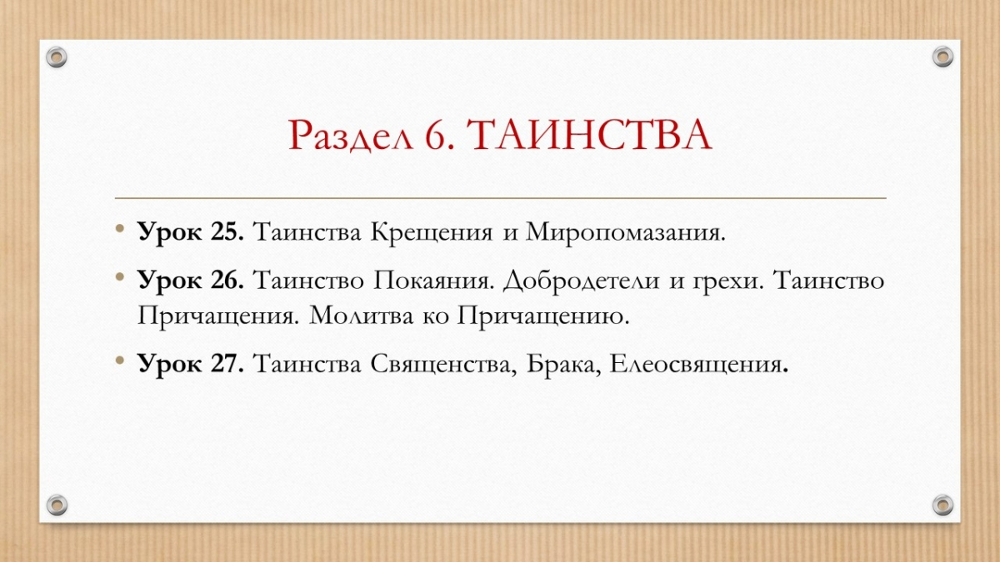 Раздел 6. ТАИНСТВА
• Урок 25. Таинства Крещения и Миропомазания.
• Урок 26. Таинство Покаяния. Добродетели и грехи. Таинство
Причащения. Молитва ко Причащению.
• Урок 27. Таинства Священства, Брака, Елеосвящения.